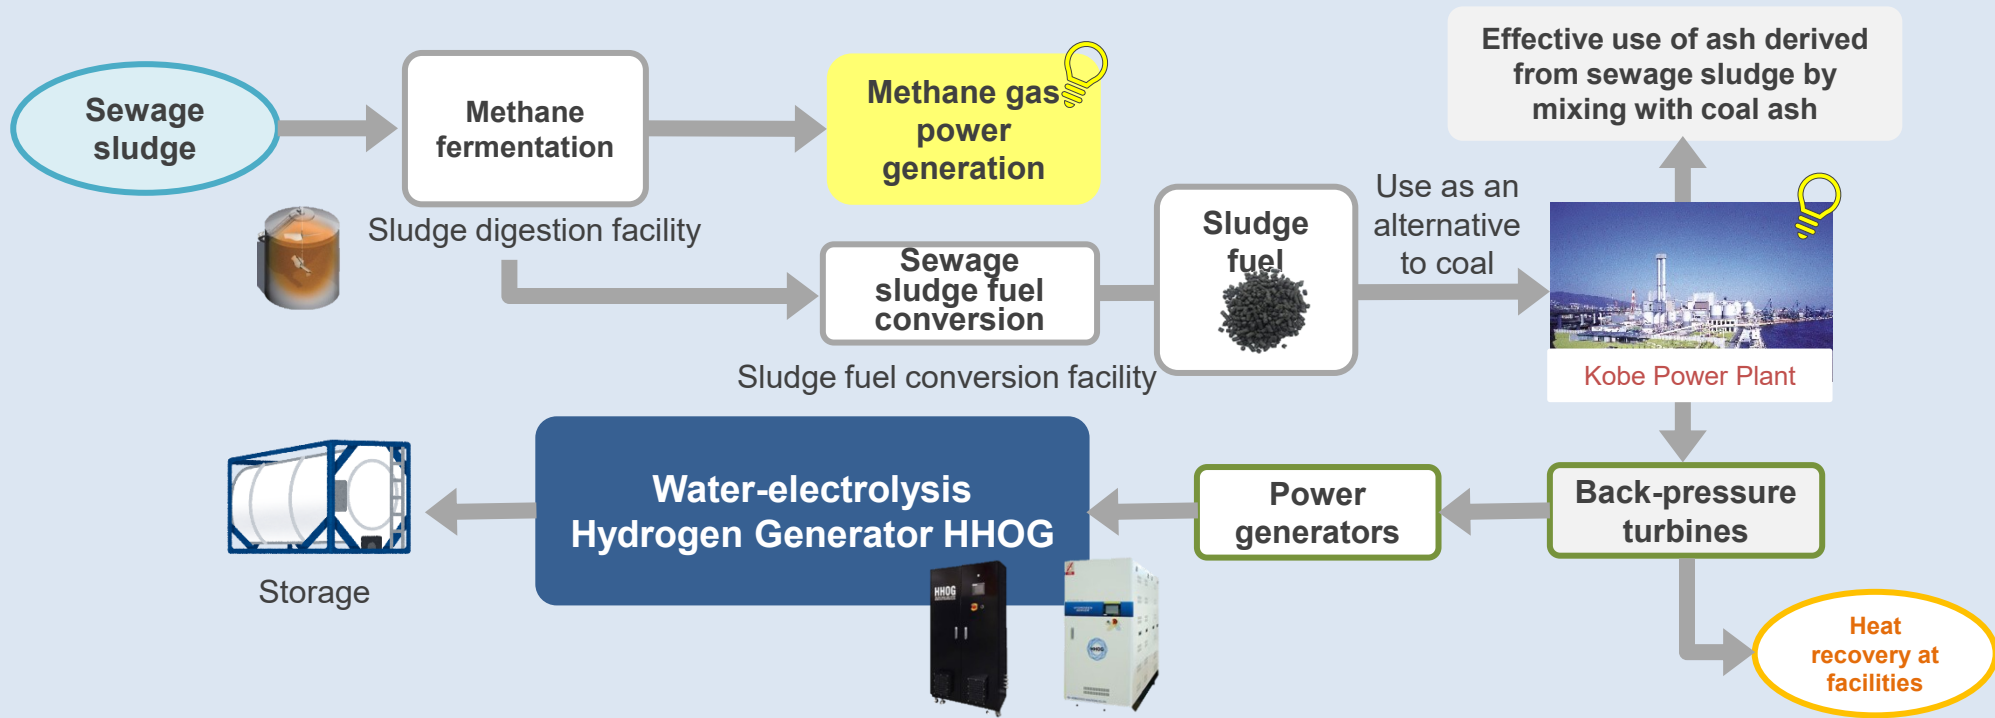 Sewage
sludge
Methane
fermentation
Sludge digestion facility
Methane gas
power
generation
Sewage
sludge fuel
conversion
Sludge fuel conversion facility
Sludge
fuel
Use as an
alternative
to coal
Effective use of ash derived
from sewage sludge by
mixing with coal ash
Kobe Power Plant
Back-pressure
turbines
Heat
recovery at
facilities
Power
generators
Water-electrolysis
Hydrogen Generator HHOG
HHOG
HHOG
Storage